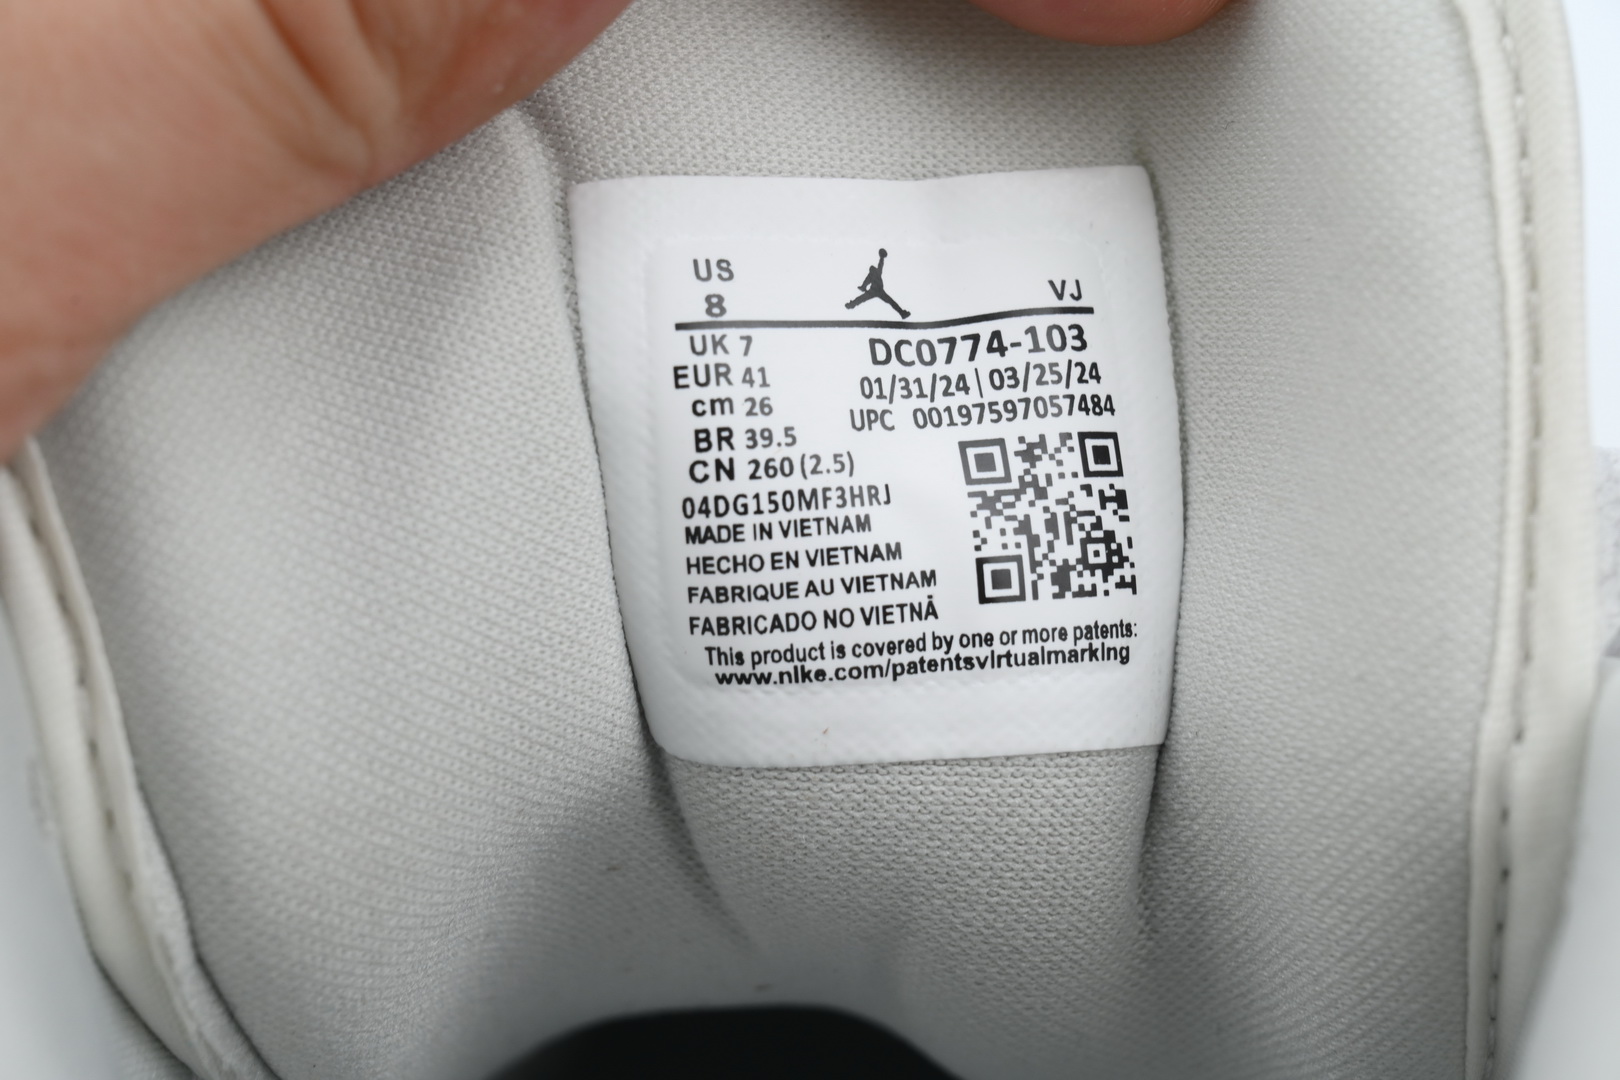 US
8
VJ
UK 7
DC0774-103
EUR 41
01/31/24 | 03/25/24
cm 26
UPC 00197597057484
BR 39.5
CN 260 (2.5)
04DG150MF3HRJ
MADE IN VIETNAM
HECHO EN VIETNAM
FABRIQUE AU VIETNAM
FABRICADO NO VIETNÃ
This product is covered by one or more patents:
www.nike.com/patentsvirtualmarking